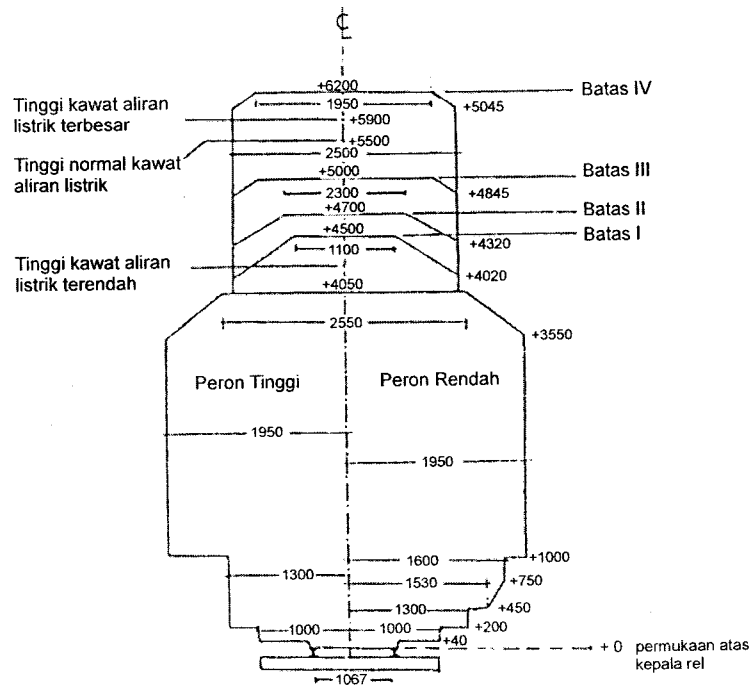 ℄
+6200
Batas IV
1950
+5045
Tinggi kawat aliran
listrik terbesar
+5900
+5500
Tinggi normal kawat
aliran listrik
2500
+5000
Batas III
2300
+4845
+4700
Batas II
+4500
Batas I
1100
+4320
Tinggi kawat aliran
listrik terendah
+4020
+4050
2550
+3550
Peron Tinggi
Peron Rendah
1950
1950
1600
+1000
1300
1530
+750
1300
+450
1000
1000
+200
+40
+ 0 permukaan atas
kepala rel
1067